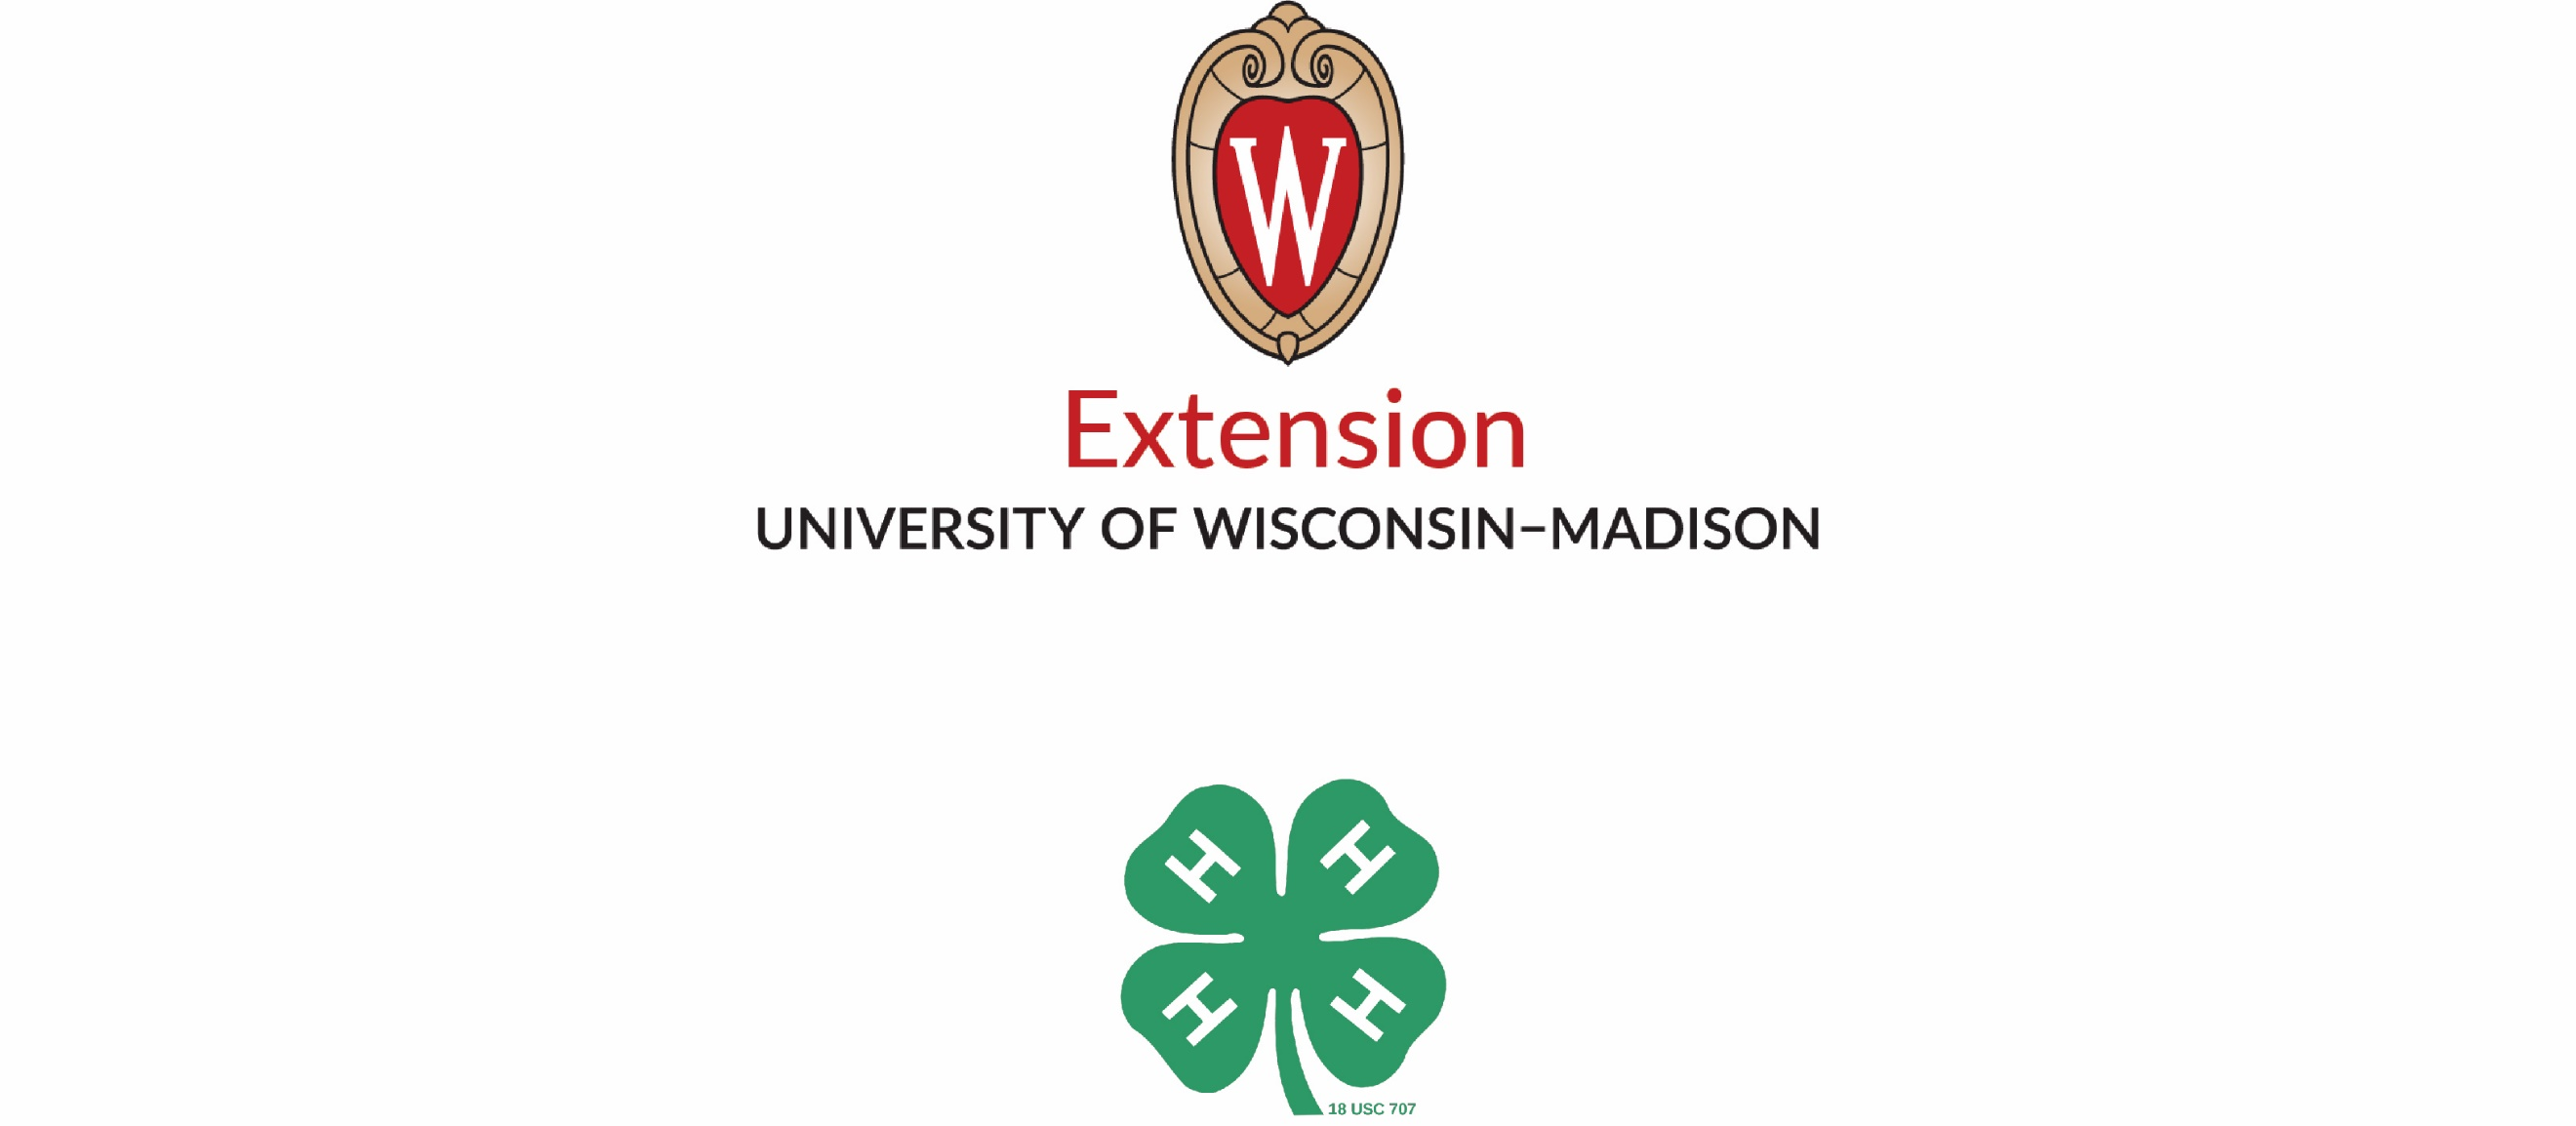 W
Extension
UNIVERSITY OF WISCONSIN–MADISON
H H
H H
18 USC 707